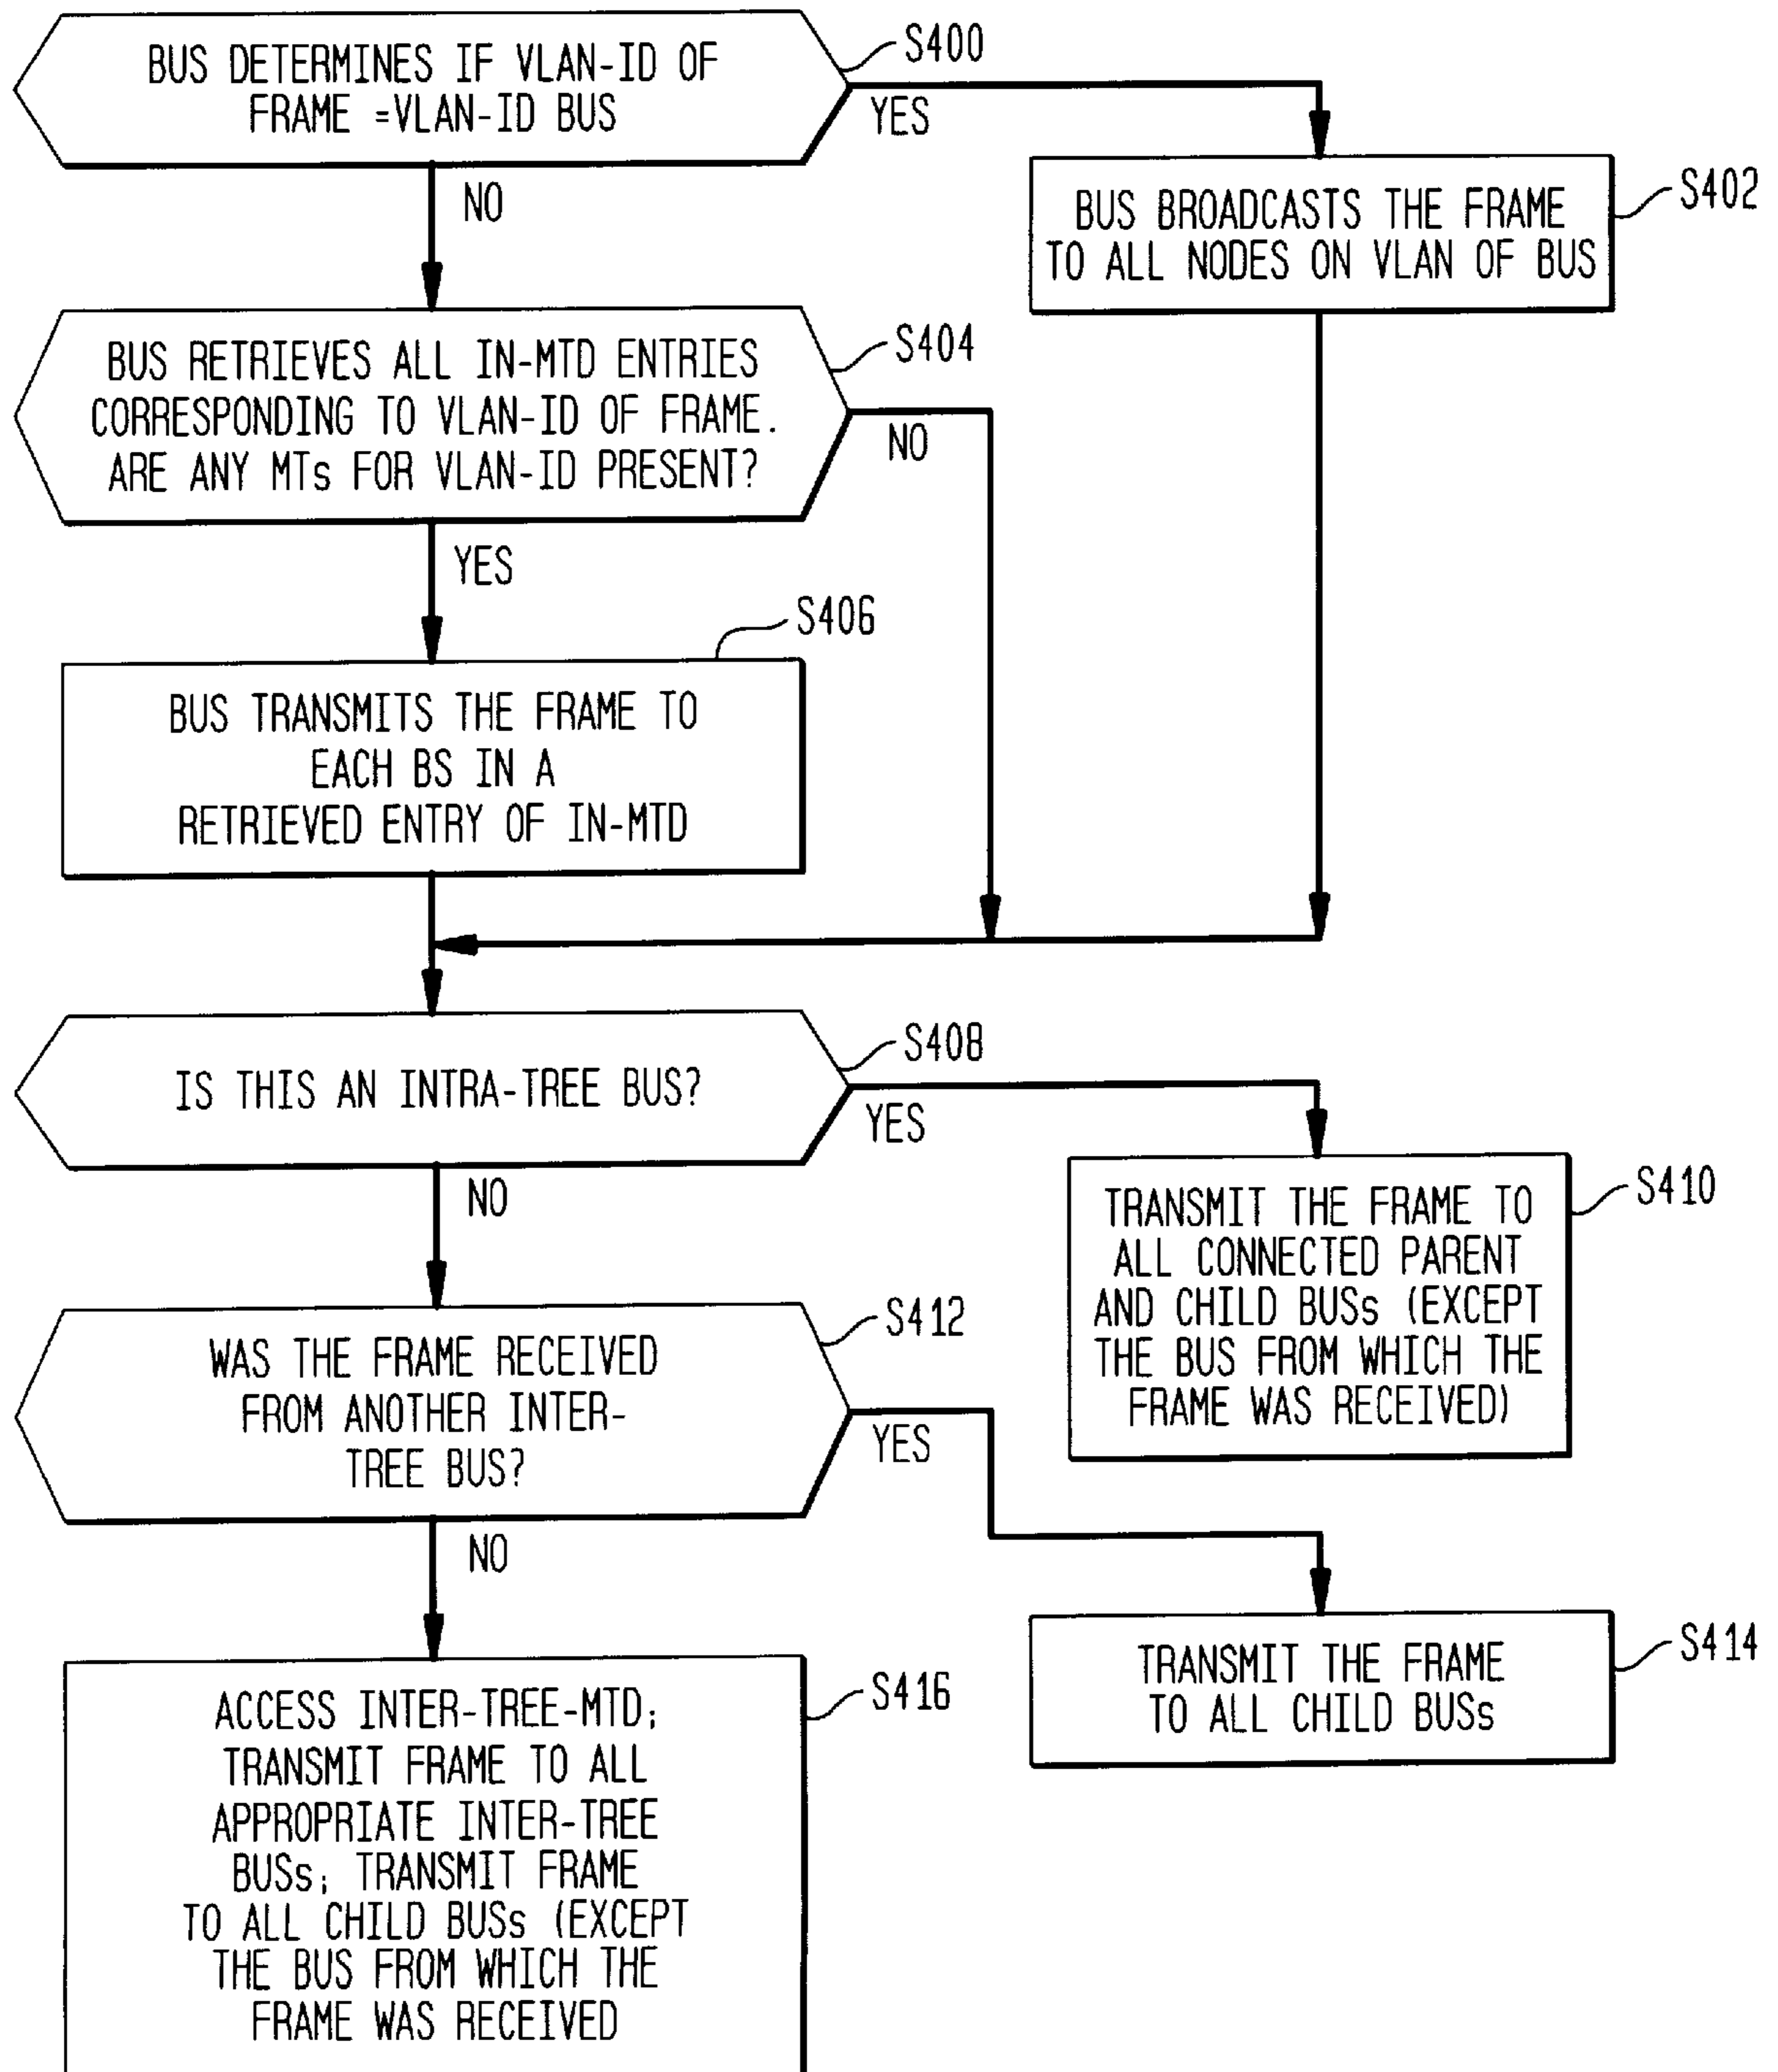 BUS DETERMINES IF VLAN-ID OF
FRAME =VLAN-ID BUS
S400
YES
NO
BUS BROADCASTS THE FRAME
TO ALL NODES ON VLAN OF BUS
S402
BUS RETRIEVES ALL IN-MTD ENTRIES
CORRESPONDING TO VLAN-ID OF FRAME.
ARE ANY MTs FOR VLAN-ID PRESENT?
S404
NO
YES
S406
BUS TRANSMITS THE FRAME TO
EACH BS IN A
RETRIEVED ENTRY OF IN-MTD
IS THIS AN INTRA-TREE BUS?
S408
YES
NO
TRANSMIT THE FRAME TO
ALL CONNECTED PARENT
AND CHILD BUSs (EXCEPT
THE BUS FROM WHICH THE
FRAME WAS RECEIVED)
S410
WAS THE FRAME RECEIVED
FROM ANOTHER INTER-
TREE BUS?
S412
YES
NO
TRANSMIT THE FRAME
TO ALL CHILD BUSs
S414
ACCESS INTER-TREE-MTD;
TRANSMIT FRAME TO ALL
APPROPRIATE INTER-TREE
BUSs; TRANSMIT FRAME
TO ALL CHILD BUSs (EXCEPT
THE BUS FROM WHICH THE
FRAME WAS RECEIVED
S416